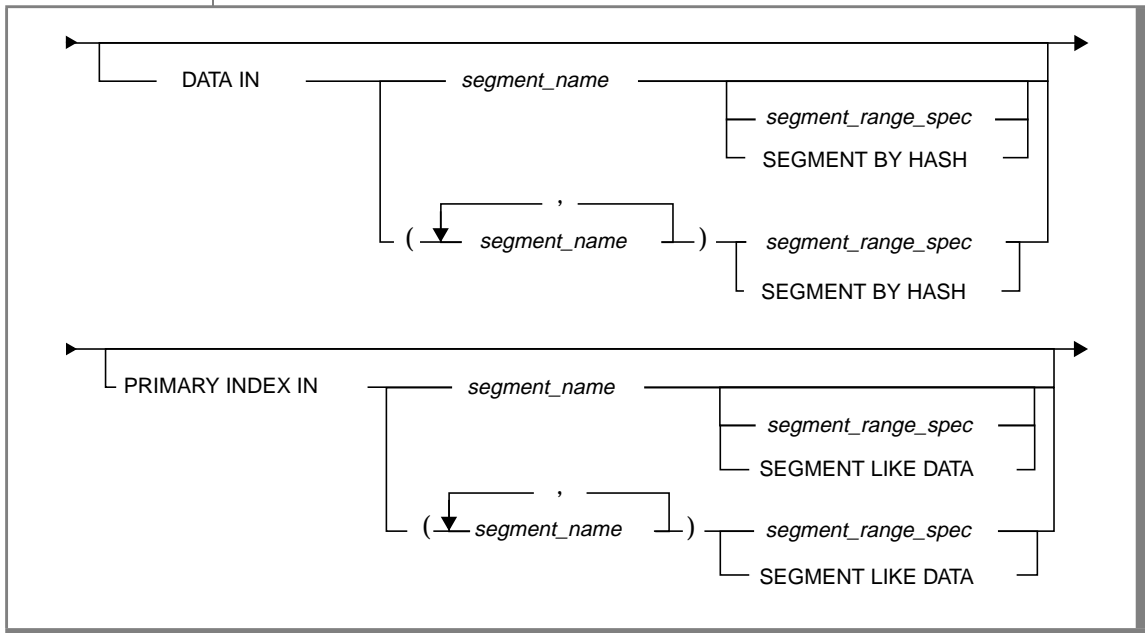 DATA IN segment_name
segment_range_spec
SEGMENT BY HASH
,
( segment_name ) segment_range_spec
SEGMENT BY HASH
PRIMARY INDEX IN segment_name
segment_range_spec
SEGMENT LIKE DATA
,
( segment_name ) segment_range_spec
SEGMENT LIKE DATA